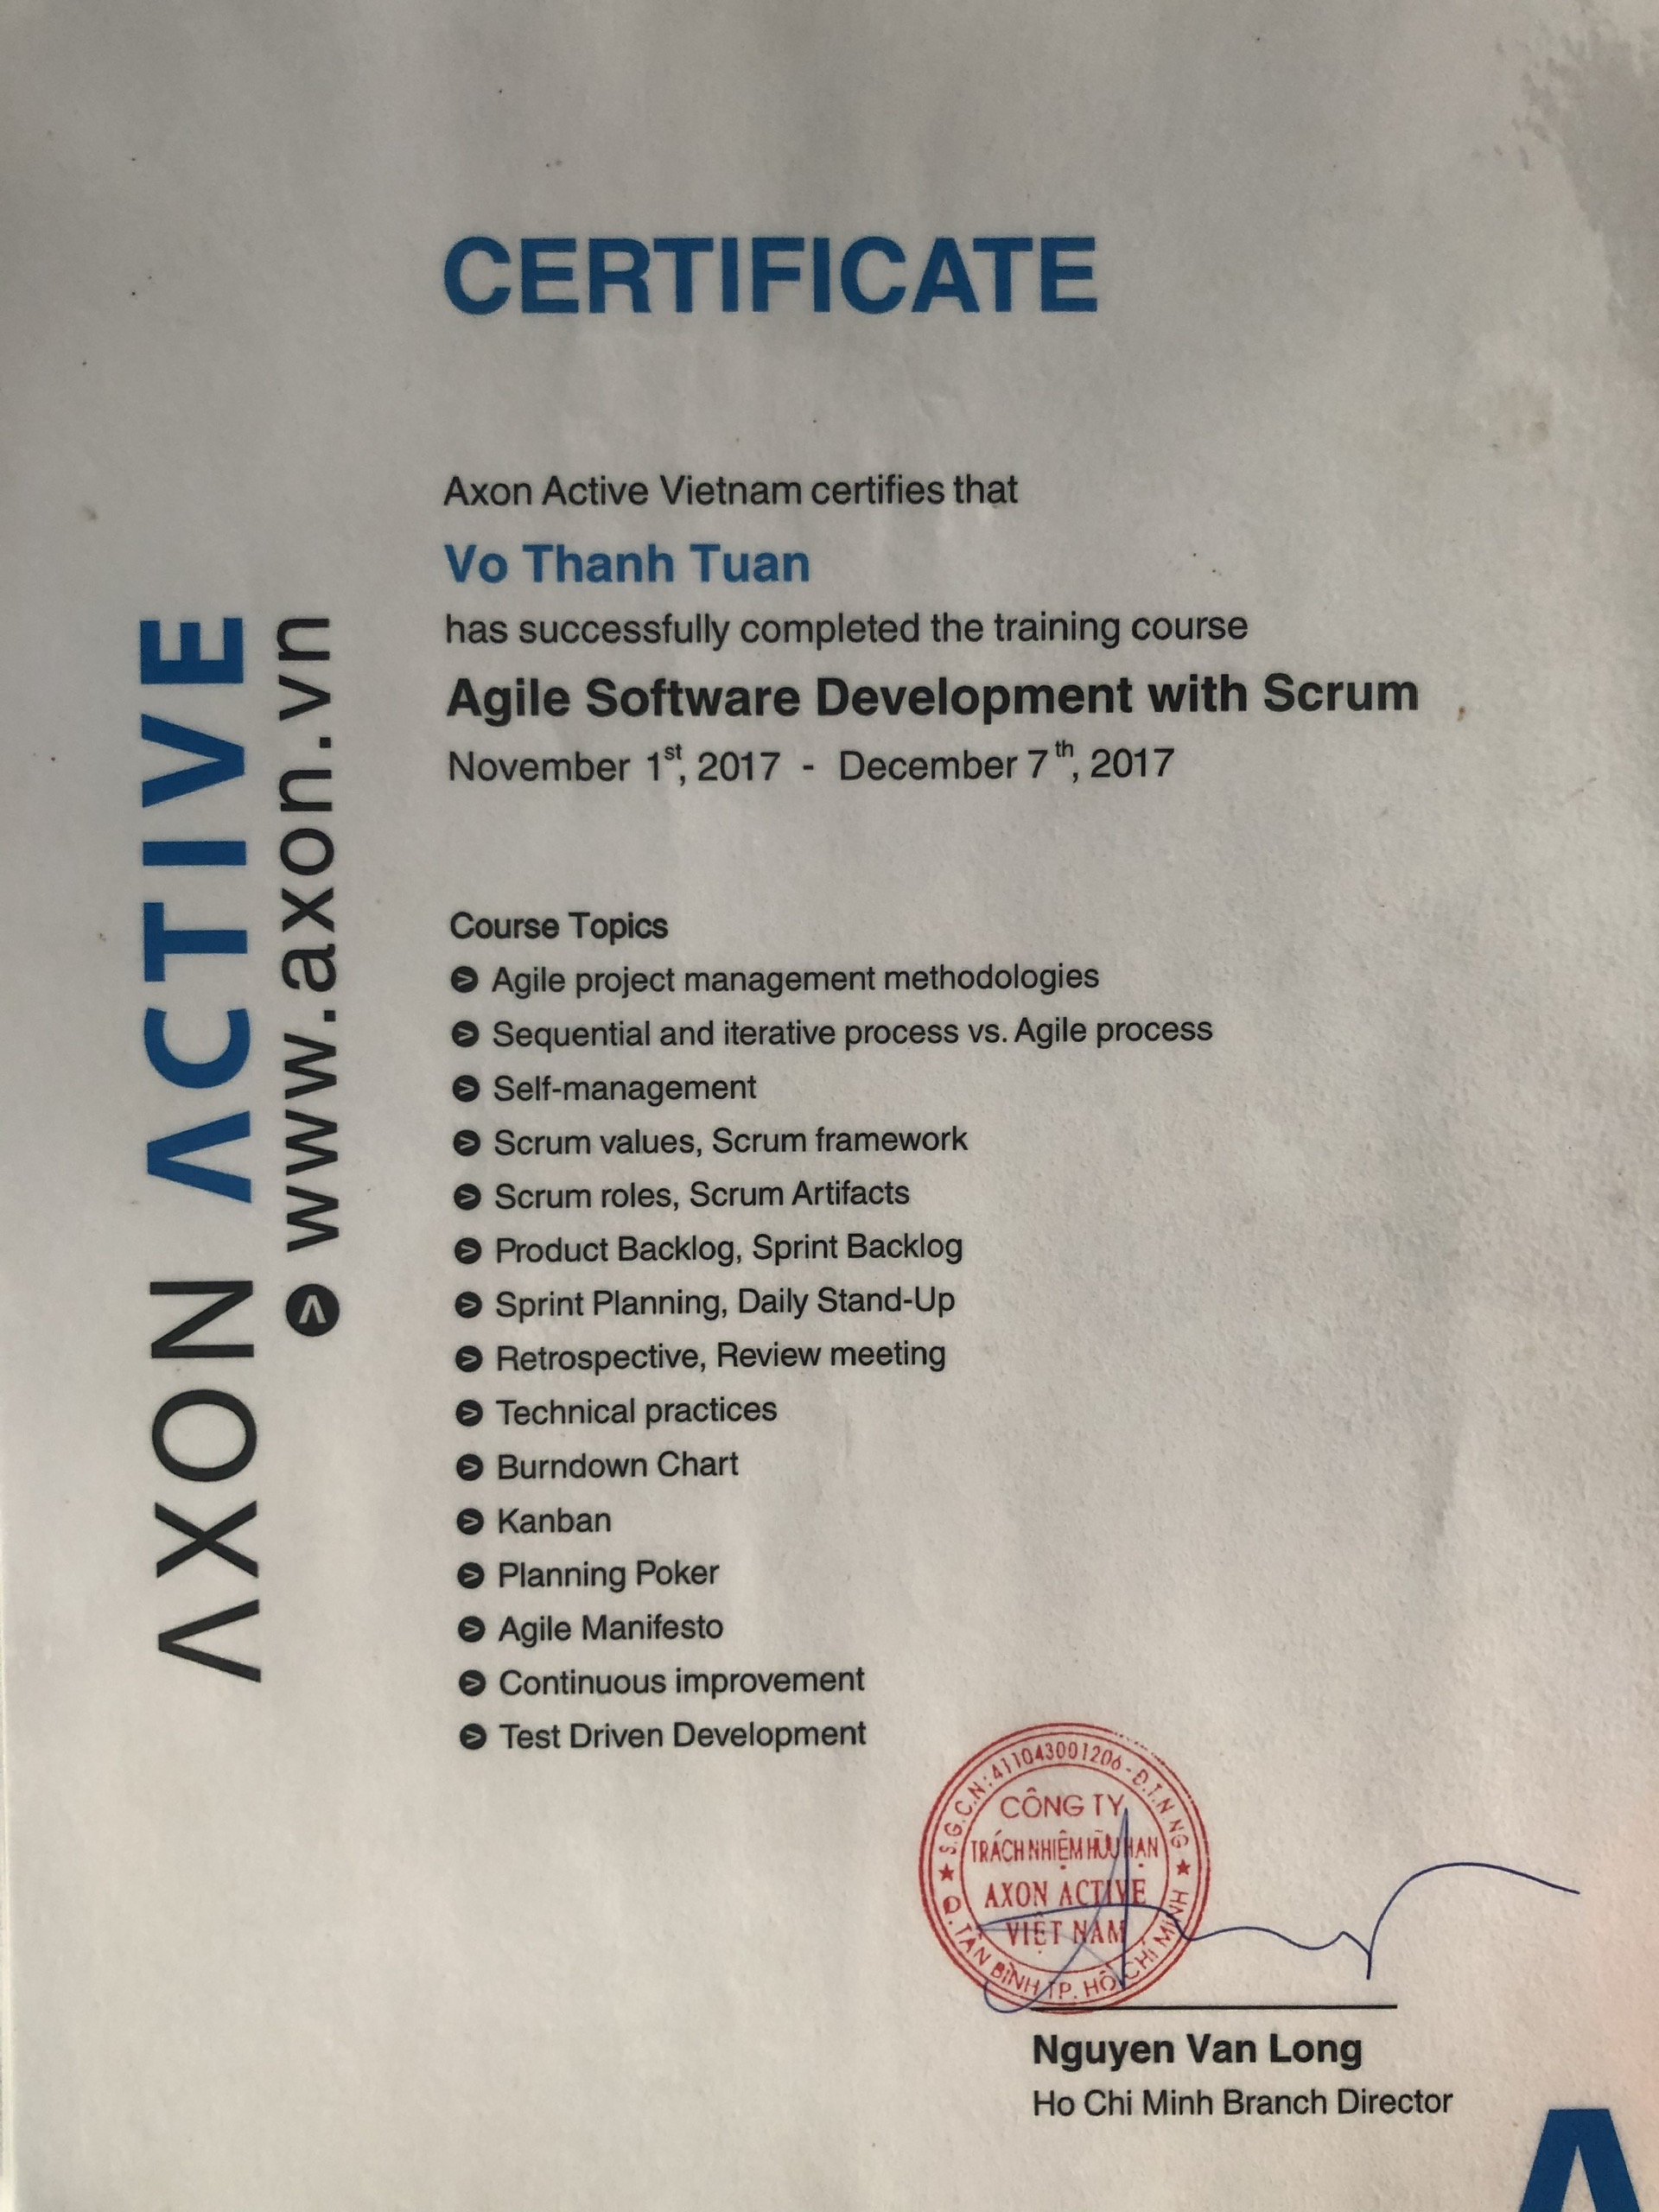 CERTIFICATE
Axon Active Vietnam certifies that
Vo Thanh Tuan
has successfully completed the training course
Agile Software Development with Scrum
November 1st, 2017 - December 7th, 2017
Course Topics
Agile project management methodologies
Sequential and iterative process vs. Agile process
Self-management
Scrum values, Scrum framework
Scrum roles, Scrum Artifacts
Product Backlog, Sprint Backlog
Sprint Planning, Daily Stand-Up
Retrospective, Review meeting
Technical practices
Burndown Chart
Kanban
Planning Poker
Agile Manifesto
Continuous improvement
Test Driven Development
AXON ACTIVE
www.axon.vn
S.G.C.N:411043001206-Đ.T.N.NG
CÔNG TY
TRÁCH NHIỆM HỮU HẠN
AXON ACTIVE
VIỆT NAM
Q. TÂN BÌNH TP. HỒ CHÍ MINH
Nguyen Van Long
Ho Chi Minh Branch Director